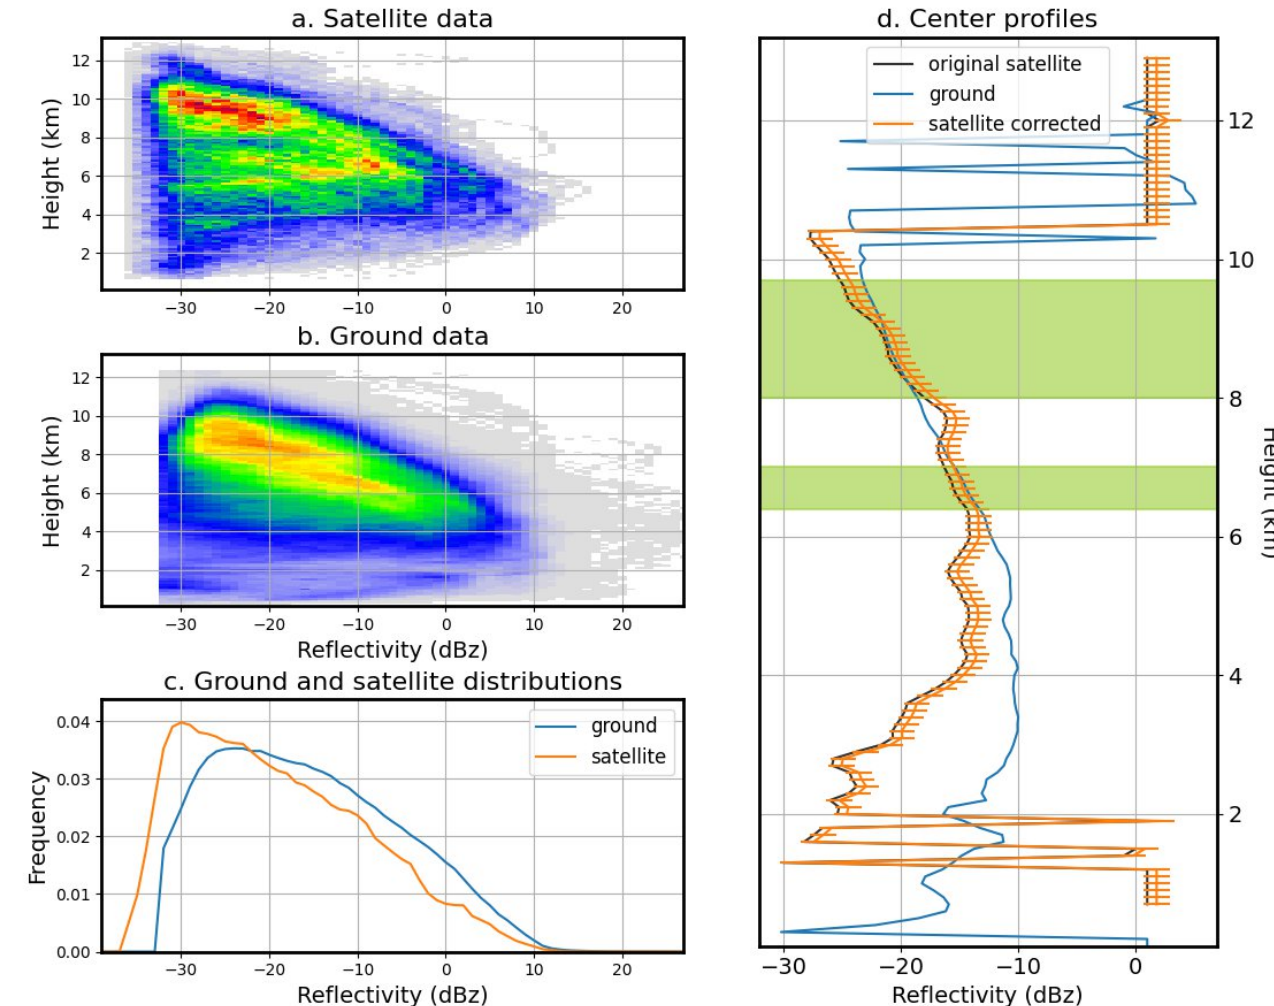 a. Satellite data
12
10
8
6
4
2
Height (km)
−30 −20 −10 0 10 20
b. Ground data
12
10
8
6
4
2
Height (km)
−30 −20 −10 0 10 20
Reflectivity (dBz)
c. Ground and satellite distributions
0.04
0.03
0.02
0.01
0.00
Frequency
ground
satellite
−30 −20 −10 0 10 20
Reflectivity (dBz)
d. Center profiles
original satellite
ground
satellite corrected
12
10
8
6
4
2
Height (km)
−30 −20 −10 0
Reflectivity (dBz)